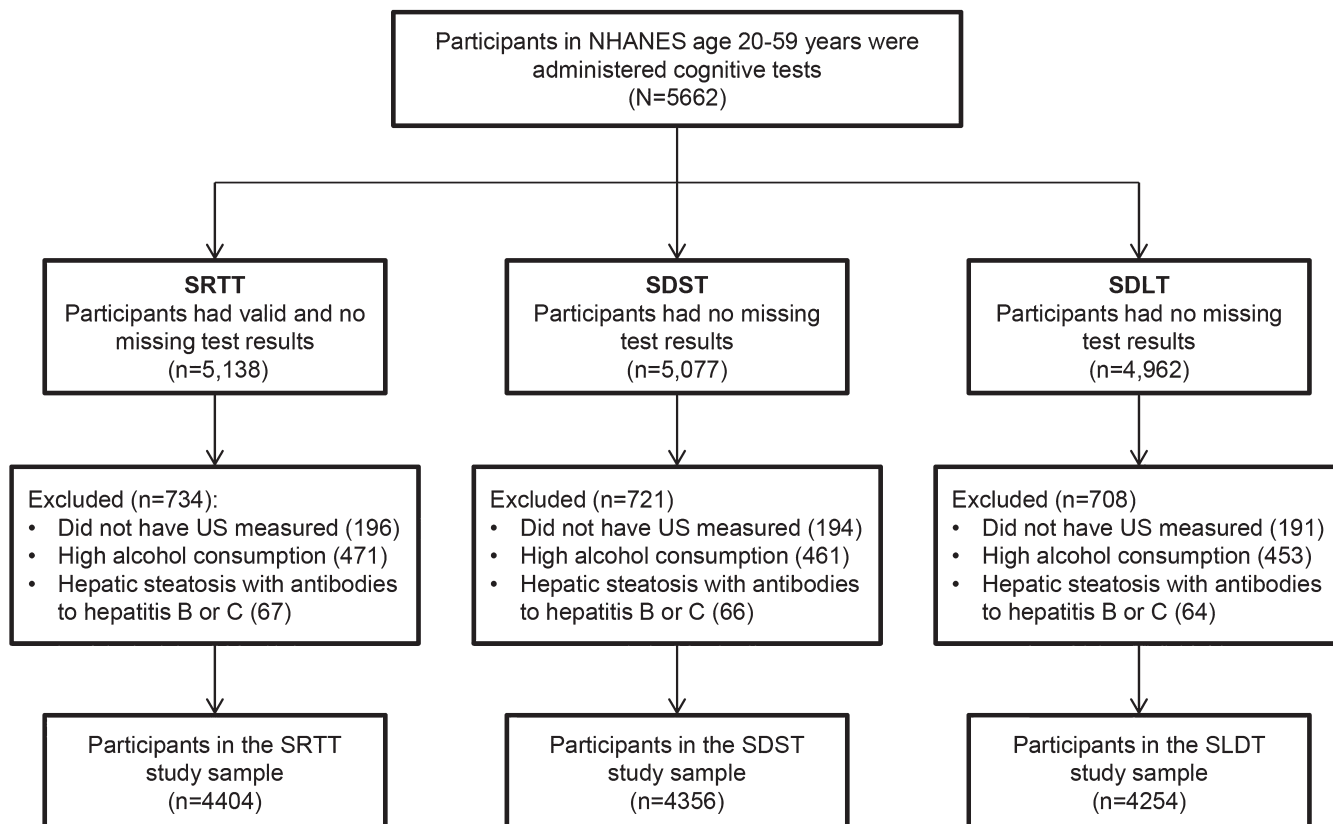 Participants in NHANES age 20-59 years were
administered cognitive tests
(N=5662)
SRTT
Participants had valid and no
missing test results
(n=5,138)
SDST
Participants had no missing
test results
(n=5,077)
SDLT
Participants had no missing
test results
(n=4,962)
Excluded (n=734):
• Did not have US measured (196)
• High alcohol consumption (471)
• Hepatic steatosis with antibodies
to hepatitis B or C (67)
Excluded (n=721)
• Did not have US measured (194)
• High alcohol consumption (461)
• Hepatic steatosis with antibodies
to hepatitis B or C (66)
Excluded (n=708)
• Did not have US measured (191)
• High alcohol consumption (453)
• Hepatic steatosis with antibodies
to hepatitis B or C (64)
Participants in the SRTT
study sample
(n=4404)
Participants in the SDST
study sample
(n=4356)
Participants in the SLDT
study sample
(n=4254)